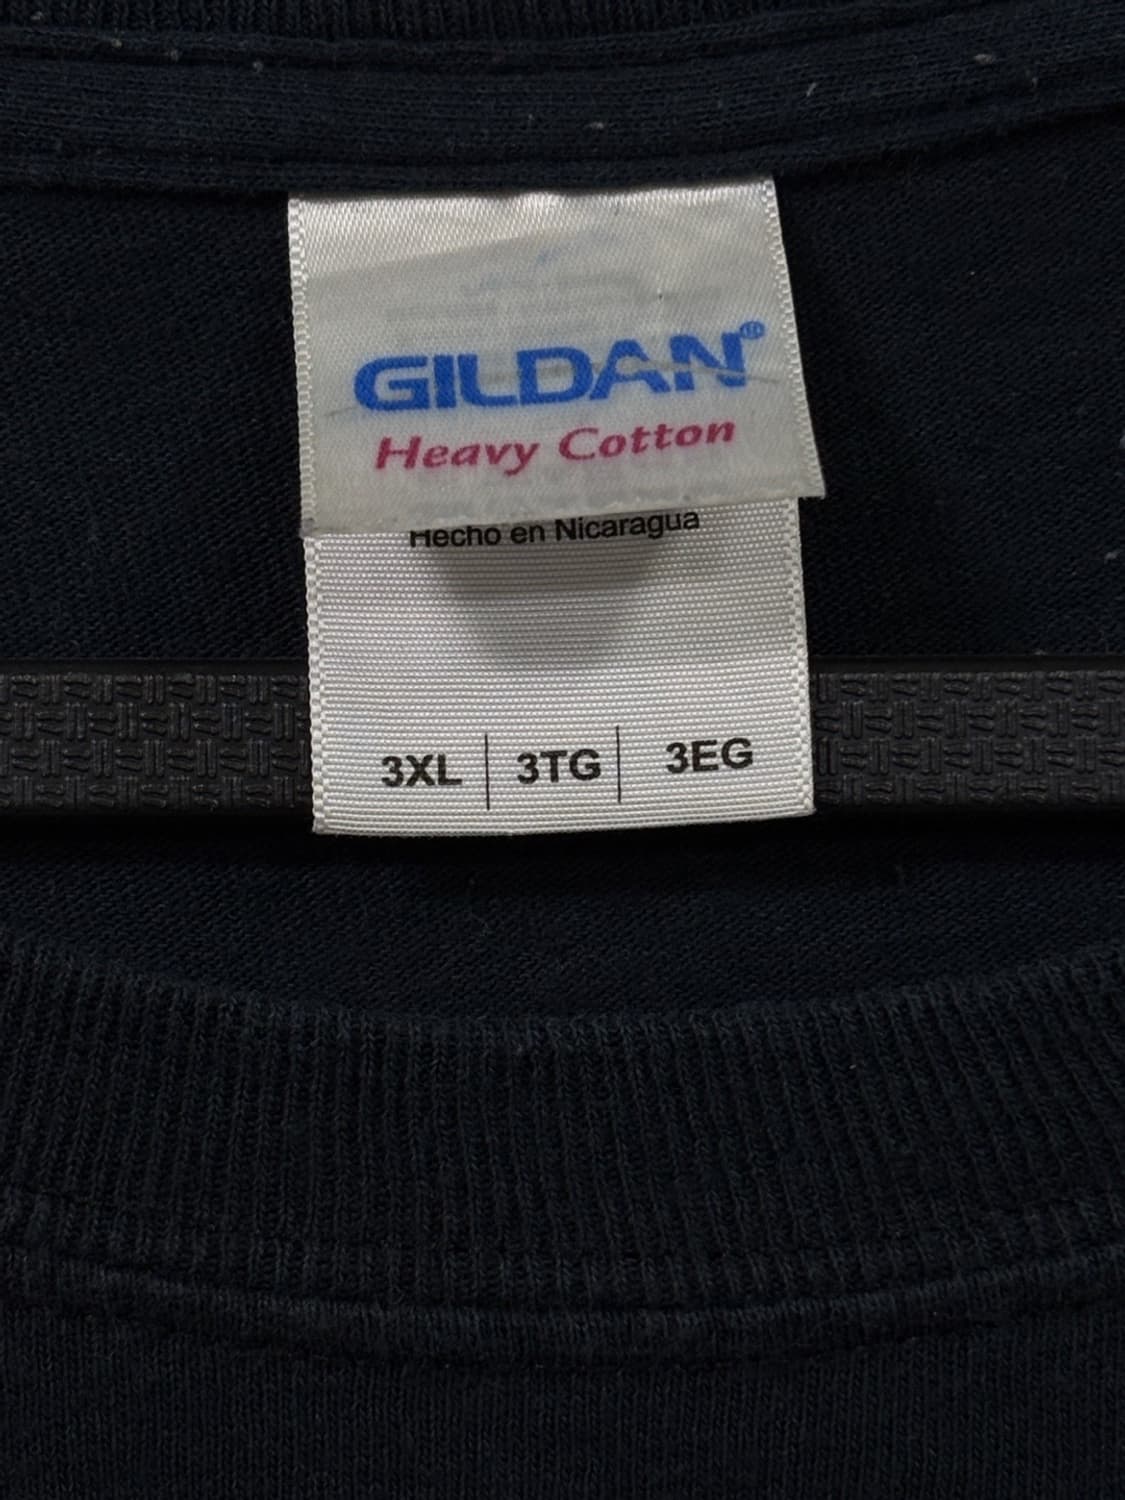 GILDAN®
Heavy Cotton
Hecho en Nicaragua
3XL | 3TG | 3EG